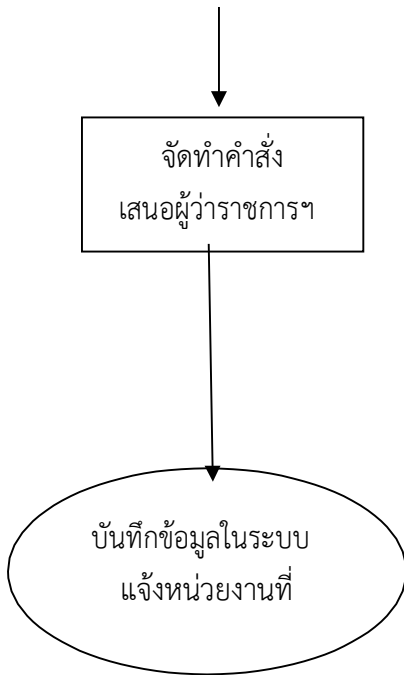 จัดทำคำสั่ง
เสนอผู้ว่าราชการฯ
บันทึกข้อมูลในระบบ
แจ้งหน่วยงานที่